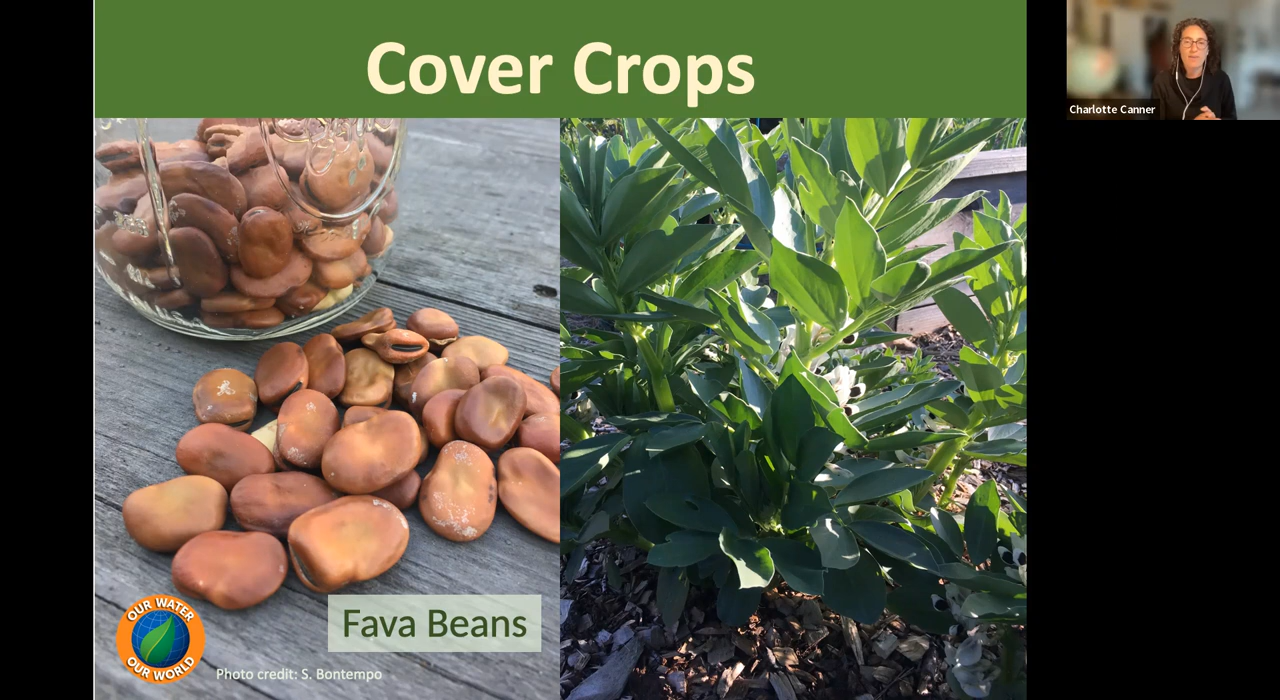 Cover Crops
Charlotte Canner
Fava Beans
OUR WATER
OUR WORLD
Photo credit: S. Bontempo